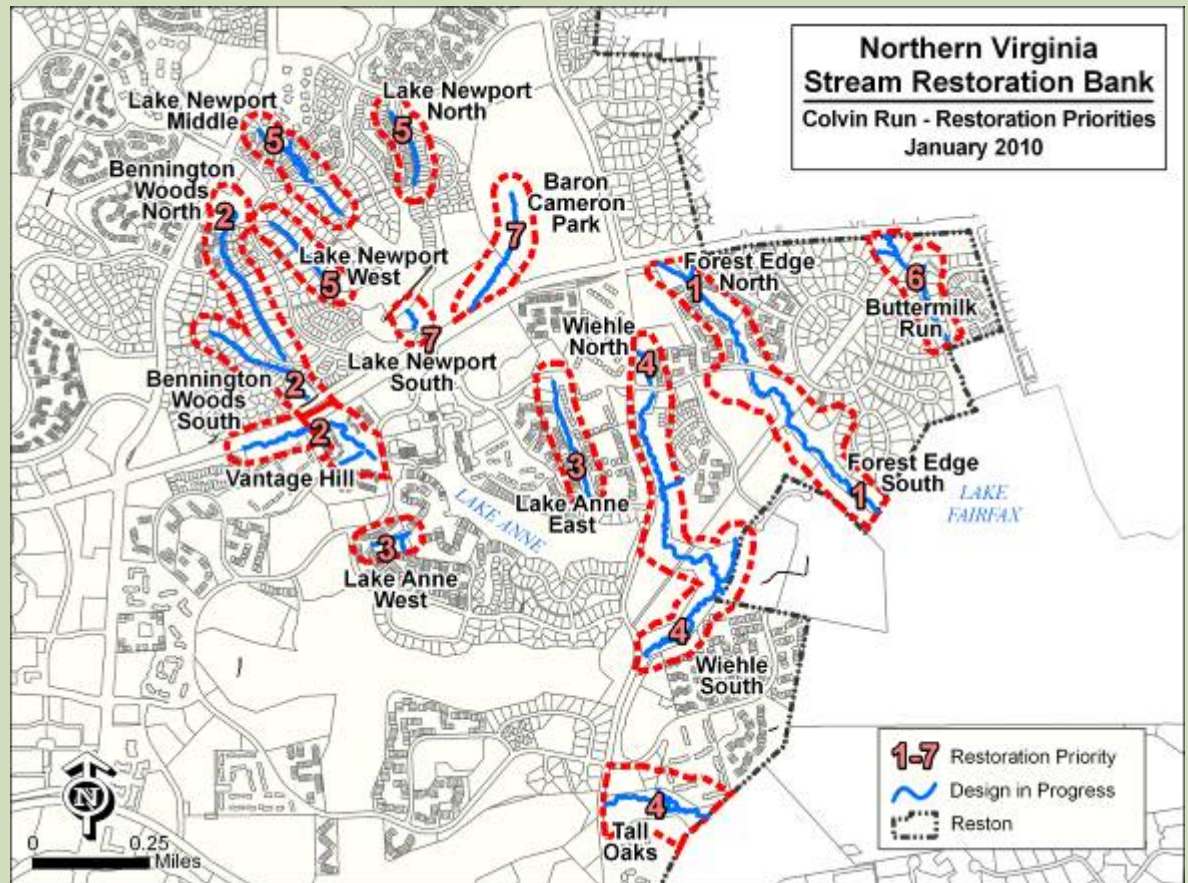 Northern Virginia
Stream Restoration Bank
Colvin Run - Restoration Priorities
January 2010
Lake Newport
Middle
5
Lake Newport
North
5
Bennington
Woods
North
2
Baron
Cameron
Park
7
Lake Newport
West
5
Forest Edge
North
1
6
Buttermilk
Run
7
Lake Newport
South
Wiehle
North
4
Bennington
Woods
South
2
2
Vantage Hill
3
Lake Anne
East
LAKE ANNE
Forest Edge
South
1
LAKE
FAIRFAX
3
Lake Anne
West
4
Wiehle
South
4
Tall
Oaks
1-7 Restoration Priority
Design in Progress
Reston
N
0 0.25
Miles